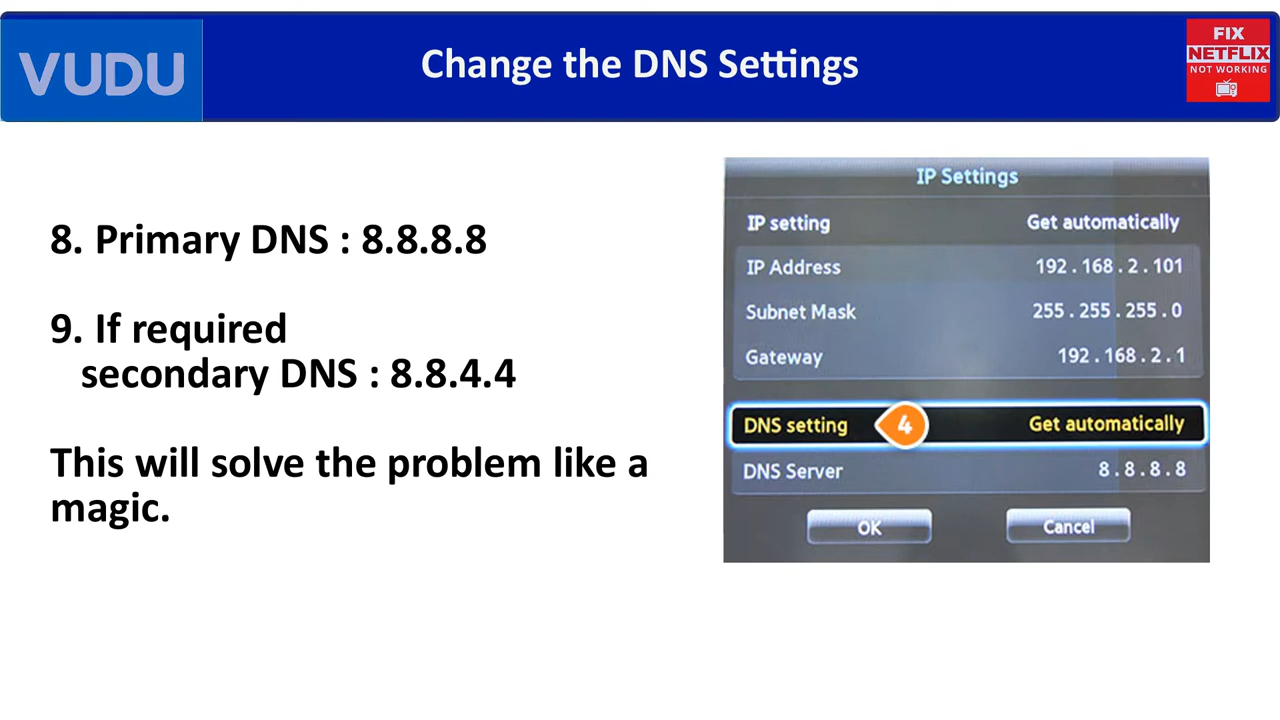 VUDU
Change the DNS Settings
FIX
NETFLIX
NOT WORKING
8. Primary DNS : 8.8.8.8
9. If required
secondary DNS : 8.8.4.4
This will solve the problem like a
magic.
IP Settings
IP setting Get automatically
IP Address 192.168.2.101
Subnet Mask 255.255.255.0
Gateway 192.168.2.1
DNS setting 4 Get automatically
DNS Server 8.8.8.8
OK Cancel